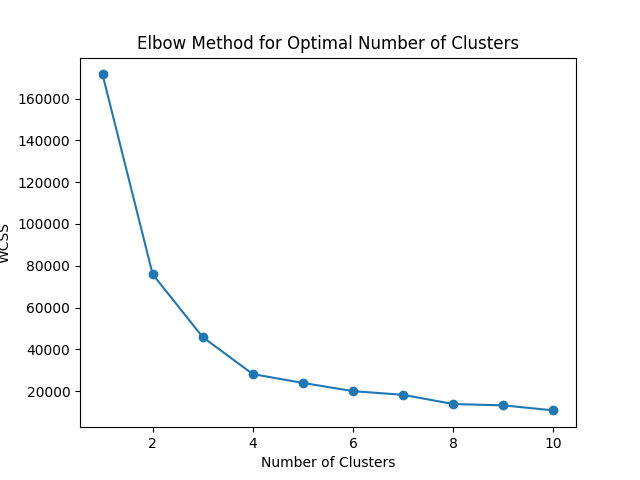 Elbow Method for Optimal Number of Clusters
160000
140000
120000
100000
80000
60000
40000
20000
WCSS
2 4 6 8 10
Number of Clusters